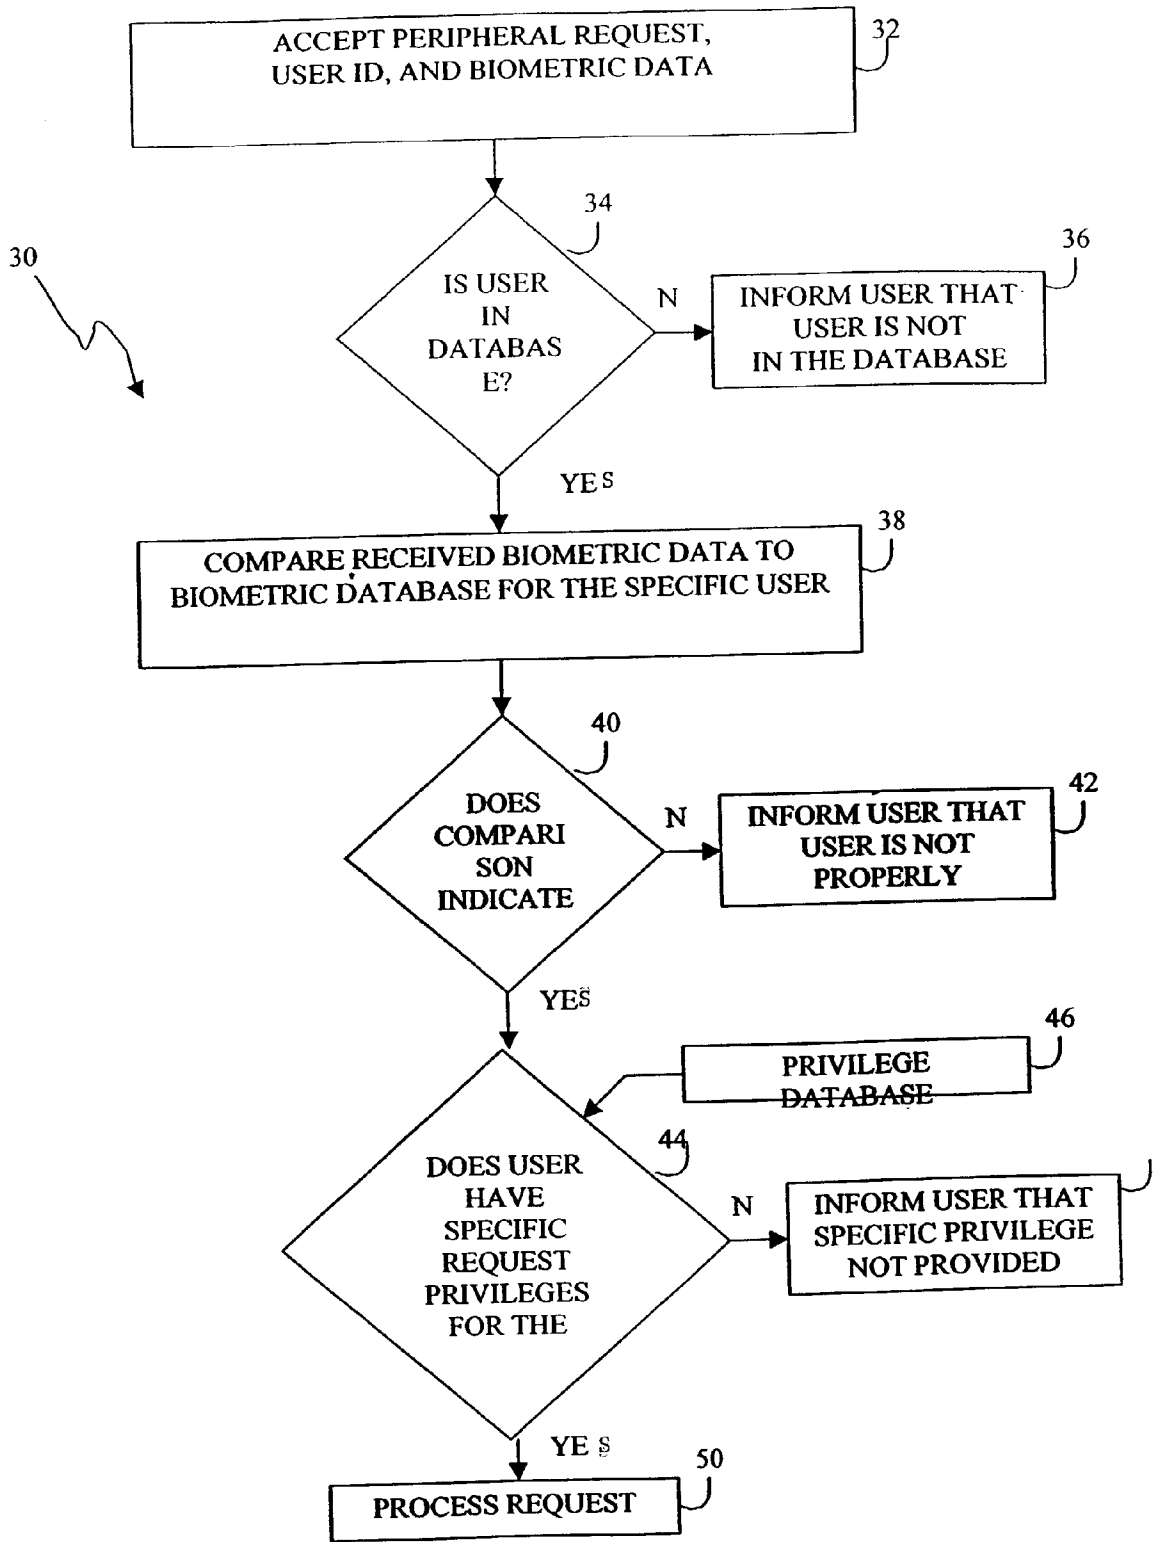 ACCEPT PERIPHERAL REQUEST,
USER ID, AND BIOMETRIC DATA
32
34
30
IS USER
IN
DATABAS
E?
N
36
INFORM USER THAT
USER IS NOT
IN THE DATABASE
YES
38
COMPARE RECEIVED BIOMETRIC DATA TO
BIOMETRIC DATABASE FOR THE SPECIFIC USER
40
DOES
COMPARI
SON
INDICATE
N
42
INFORM USER THAT
USER IS NOT
PROPERLY
YES
46
PRIVILEGE
DATABASE
44
DOES USER
HAVE
SPECIFIC
REQUEST
PRIVILEGES
FOR THE
N
INFORM USER THAT
SPECIFIC PRIVILEGE
NOT PROVIDED
YES
50
PROCESS REQUEST